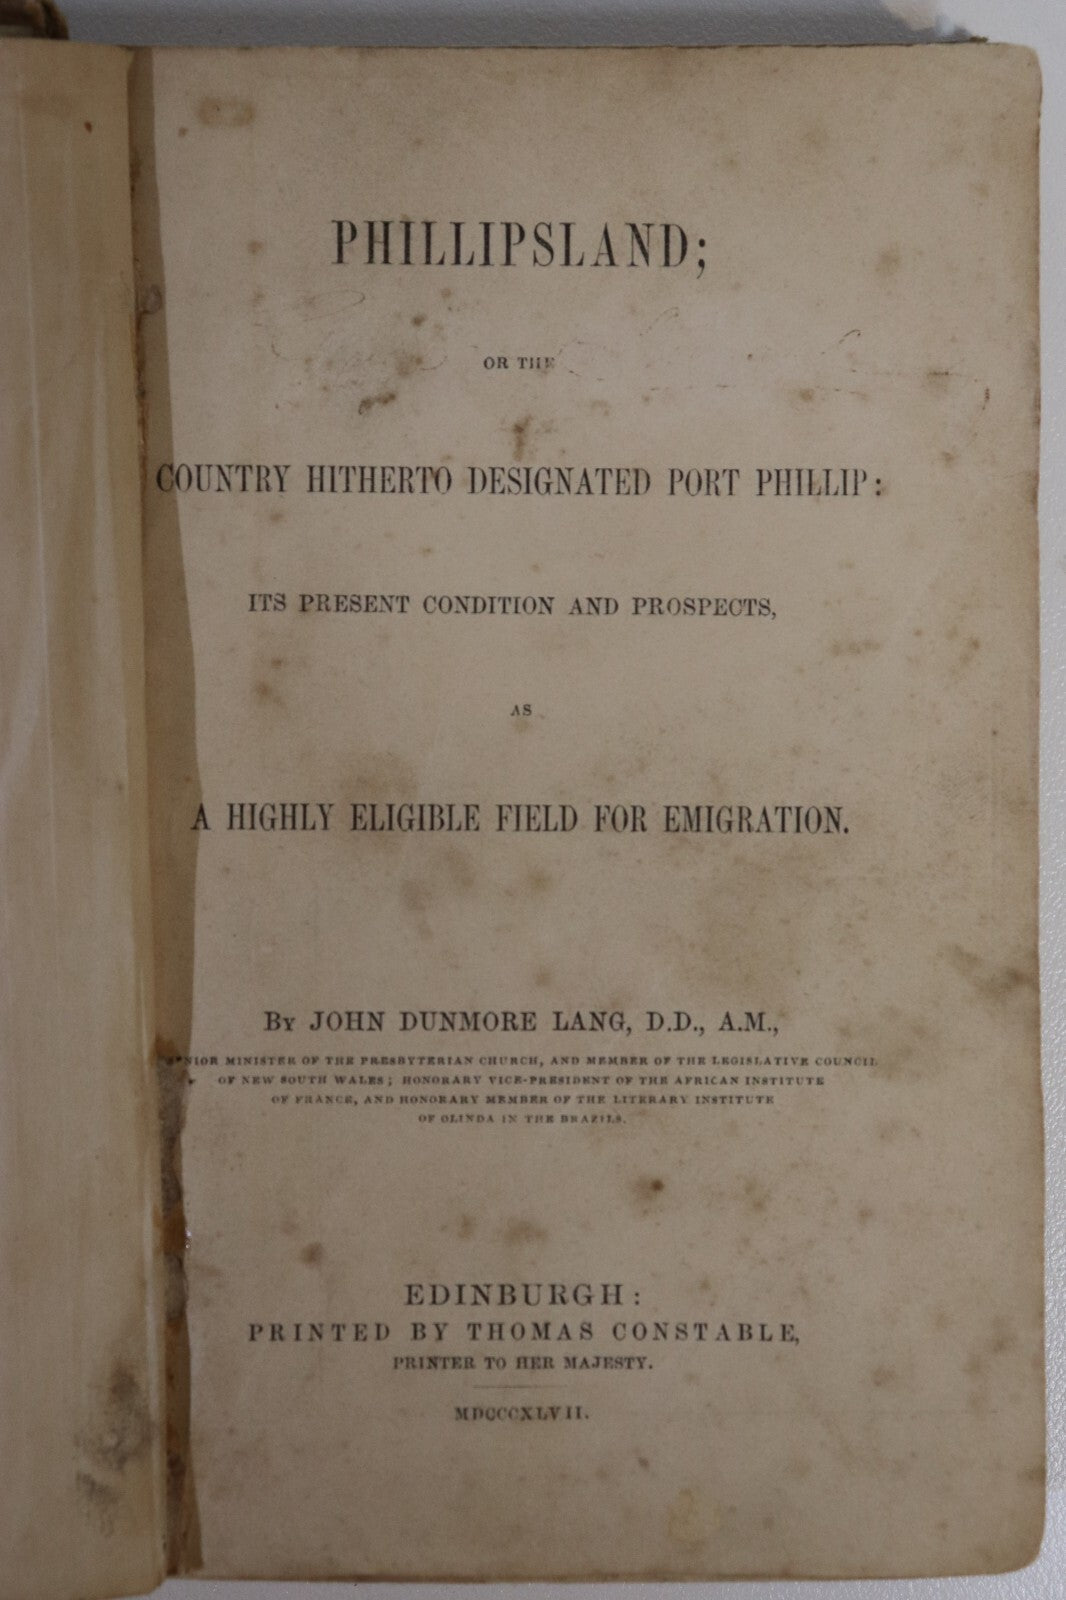 PHILLIPSLAND;
OR THE
COUNTRY HITHERTO DESIGNATED PORT PHILLIP:
ITS PRESENT CONDITION AND PROSPECTS,
AS
A HIGHLY ELIGIBLE FIELD FOR EMIGRATION.
BY JOHN DUNMORE LANG, D.D., A.M.,
SENIOR MINISTER OF THE PRESBYTERIAN CHURCH, AND MEMBER OF THE LEGISLATIVE COUNCIL
OF NEW SOUTH WALES; HONORARY VICE-PRESIDENT OF THE AFRICAN INSTITUTE
OF FRANCE, AND HONORARY MEMBER OF THE LITERARY INSTITUTE
OF OLINDA IN THE BRAZILS.
EDINBURGH:
PRINTED BY THOMAS CONSTABLE,
PRINTER TO HER MAJESTY.
MDCCCXLVII.